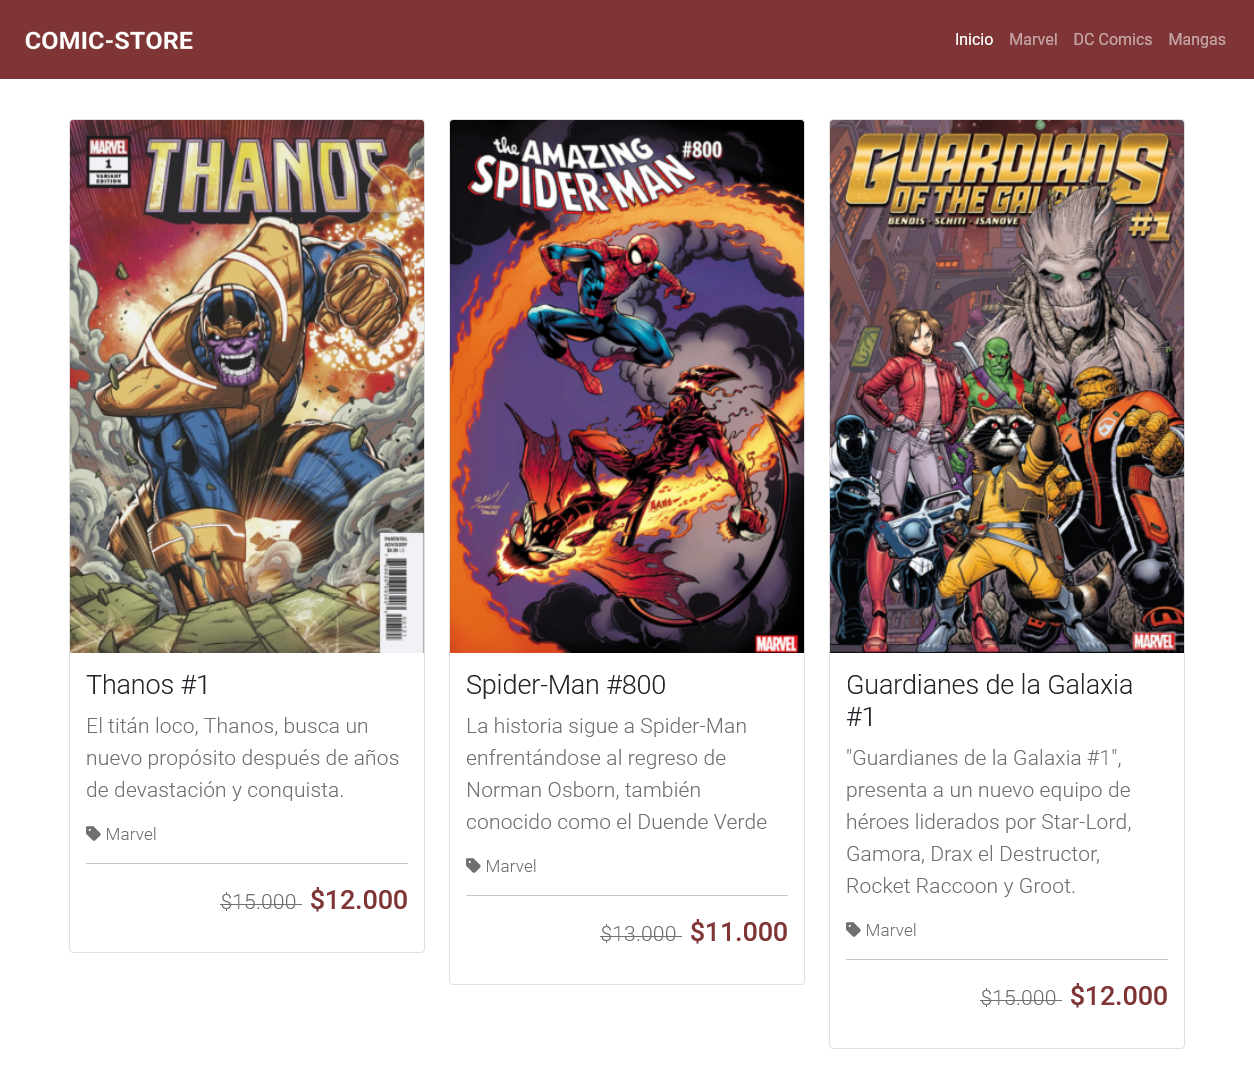 COMIC-STORE
Inicio Marvel DC Comics Mangas
MARVEL
1
VARIANT
EDITION
THANOS
PARENTAL
ADVISORY
the AMAZING
SPIDER-MAN
#800
MARVEL
GUARDIANS
OF THE GALAXY
BENDIS · SCHITI · ISANOVE
#1
MARVEL
Thanos #1
El titán loco, Thanos, busca un
nuevo propósito después de años
de devastación y conquista.
Marvel
$15.000 $12.000
Spider-Man #800
La historia sigue a Spider-Man
enfrentándose al regreso de
Norman Osborn, también
conocido como el Duende Verde
Marvel
$13.000 $11.000
Guardianes de la Galaxia
#1
"Guardianes de la Galaxia #1",
presenta a un nuevo equipo de
héroes liderados por Star-Lord,
Gamora, Drax el Destructor,
Rocket Raccoon y Groot.
Marvel
$15.000 $12.000